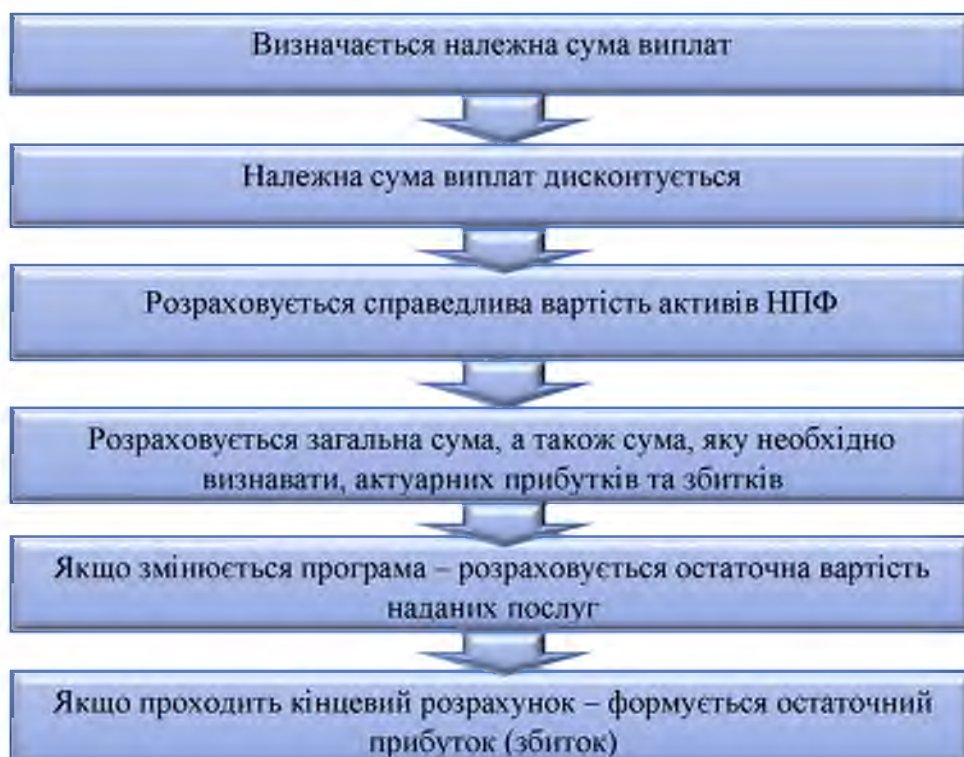 Визначається належна сума виплат
Належна сума виплат дисконтується
Розраховується справедлива вартість активів НПФ
Розраховується загальна сума, а також сума, яку необхідно
визнавати, актуарних прибутків та збитків
Якщо змінюється програма – розраховується остаточна вартість
наданих послуг
Якщо проходить кінцевий розрахунок – формується остаточний
прибуток (збиток)